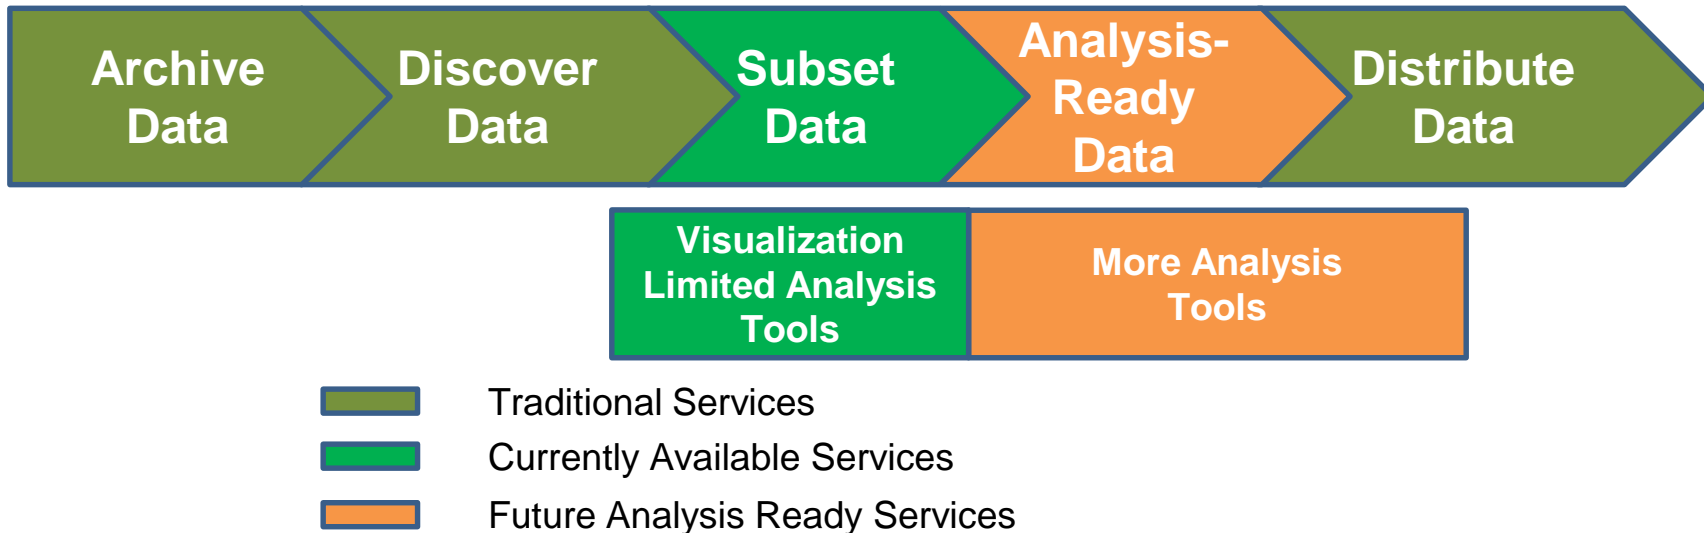 Archive
Data
Discover
Data
Subset
Data
Analysis-
Ready
Data
Distribute
Data
Visualization
Limited Analysis
Tools
More Analysis
Tools
Traditional Services
Currently Available Services
Future Analysis Ready Services